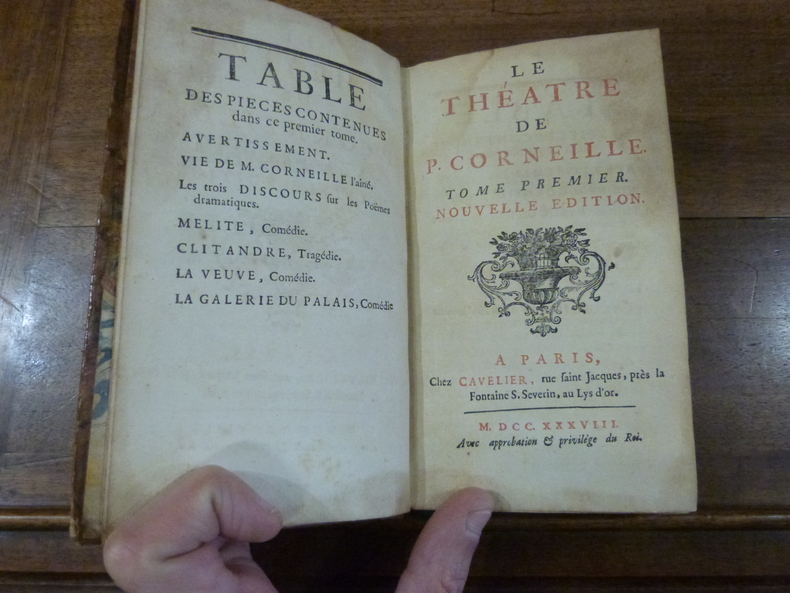 TABLE
DES PIECES CONTENUES
dans ce premier tome.
AVERTISSEMENT.
VIE DE M. CORNEILLE l'aîné,
Les trois DISCOURS ſur les Poëmes
dramatiques.
MELITE, Comédie.
CLITANDRE, Tragédie.
LA VEUVE, Comédie.
LA GALERIE DU PALAIS, Comédie
LE
THÉATRE
DE
P. CORNEILLE.
TOME PREMIER.
NOUVELLE EDITION.
A PARIS,
Chez CAVELIER, rue ſaint Jacques, près la
Fontaine S. Severin, au Lys d'or.
M. DCC. XXXVIII.
Avec approbation & privilége du Roi.